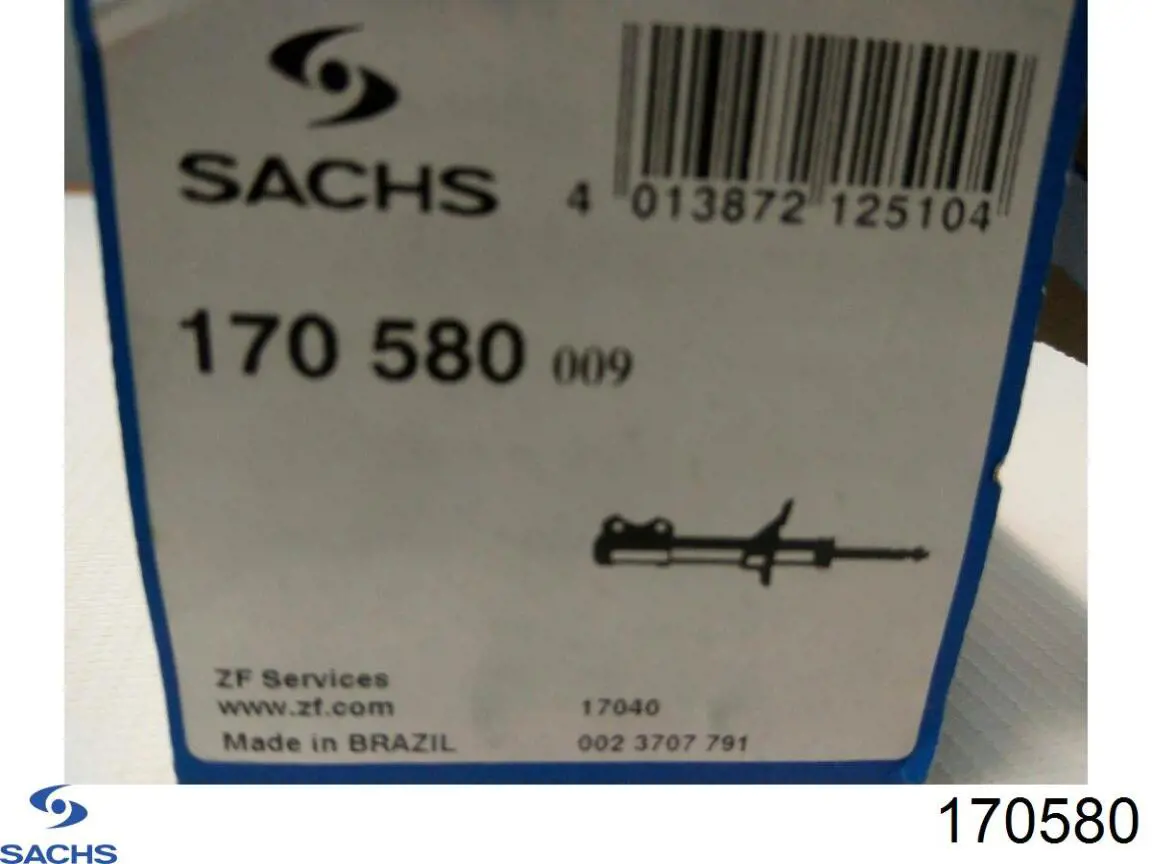 SACHS
4 013872 125104
170 580 009
ZF Services
www.zf.com
17040
Made in BRAZIL
002 3707 791
SACHS
170580